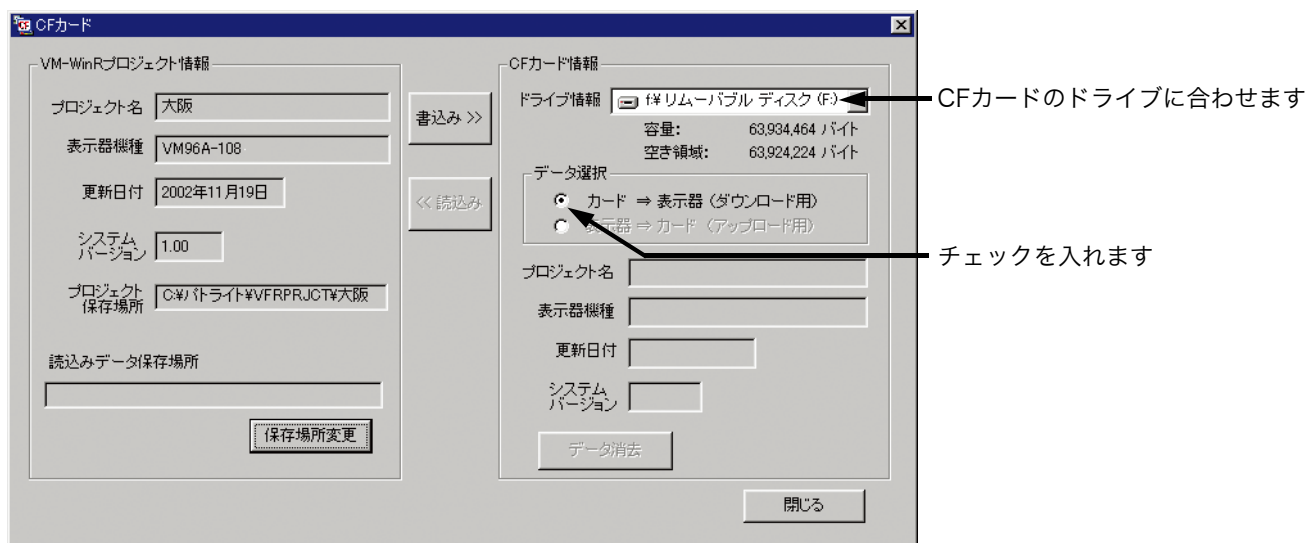 CFカード
VM-WinRプロジェクト情報
プロジェクト名 大阪
表示器機種 VM96A-108
更新日付 2002年11月19日
システム
バージョン 1.00
プロジェクト
保存場所 C:¥パトライト¥VFRPRJCT¥大阪
読込みデータ保存場所
保存場所変更
書込み >>
<< 読込み
CFカード情報
ドライブ情報 f:¥ リムーバブル ディスク (F:)
容量: 63,934,464 バイト
空き領域: 63,924,224 バイト
データ選択
カード ⇒ 表示器 (ダウンロード用)
表示器 ⇒ カード (アップロード用)
プロジェクト名
表示器機種
更新日付
システム
バージョン
データ消去
閉じる
CFカードのドライブに合わせます
チェックを入れます